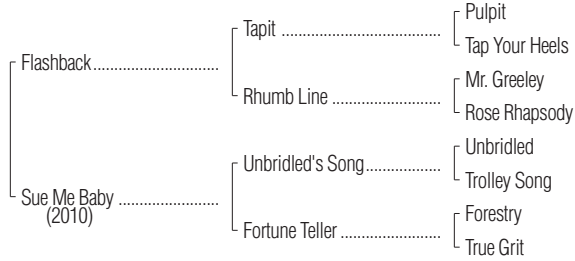 Pulpit
Tapit ........................................
Tap Your Heels
Flashback................................
Mr. Greeley
Rhumb Line ...........................
Rose Rhapsody
Unbridled
Unbridled's Song...................
Trolley Song
Sue Me Baby .........................
(2010)
Forestry
Fortune Teller .........................
True Grit